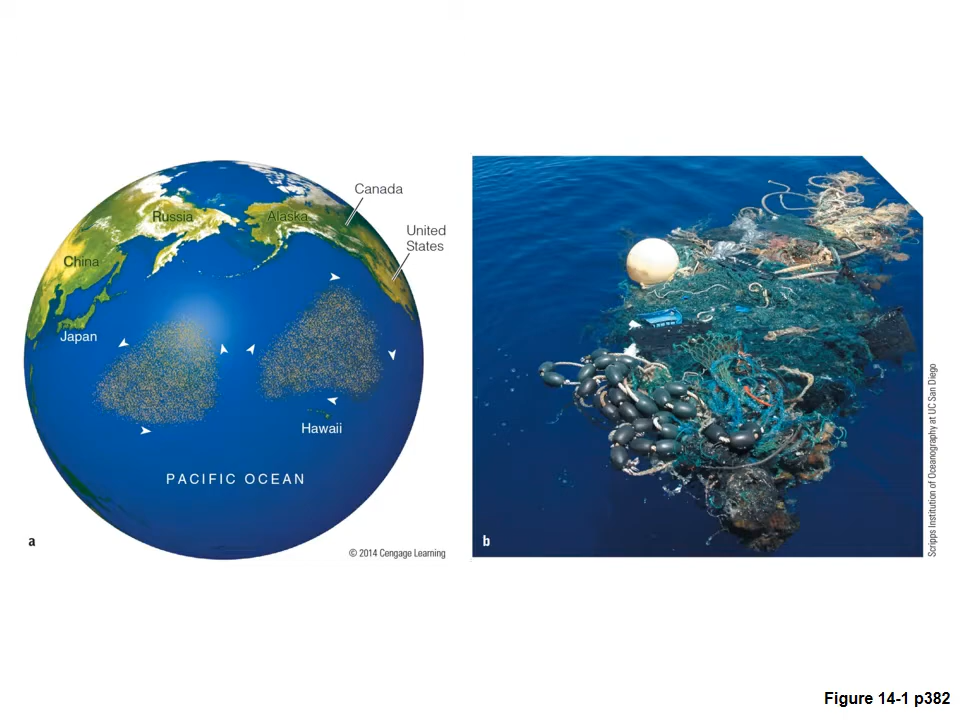 Canada
Russia
Alaska
United
States
China
Japan
Hawaii
PACIFIC OCEAN
a
© 2014 Cengage Learning
b
Scripps Institution of Oceanography at UC San Diego
Figure 14-1 p382